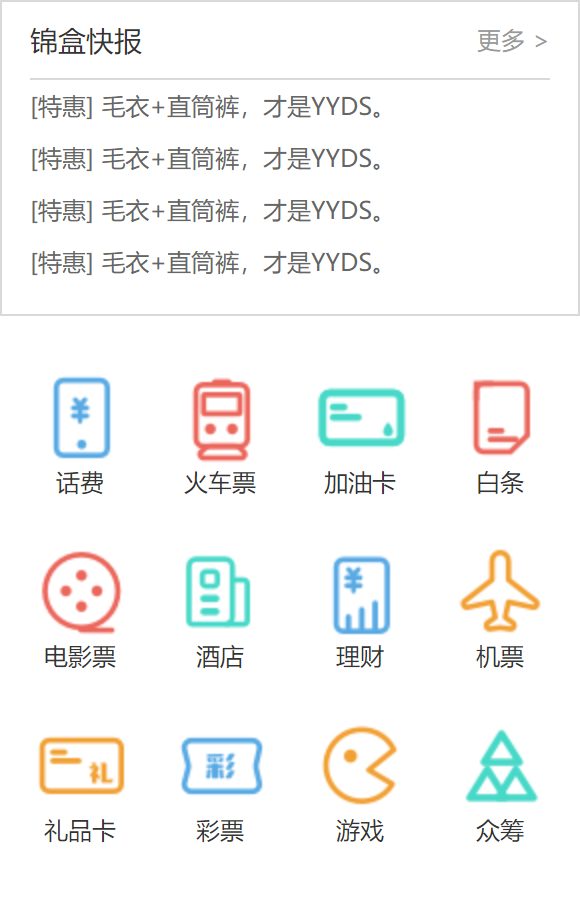 锦盒快报 更多 >
[特惠] 毛衣+直筒裤，才是YYDS。
[特惠] 毛衣+直筒裤，才是YYDS。
[特惠] 毛衣+直筒裤，才是YYDS。
[特惠] 毛衣+直筒裤，才是YYDS。
¥
话费 火车票 加油卡 白条
¥
电影票 酒店 理财 机票
礼 彩
礼品卡 彩票 游戏 众筹